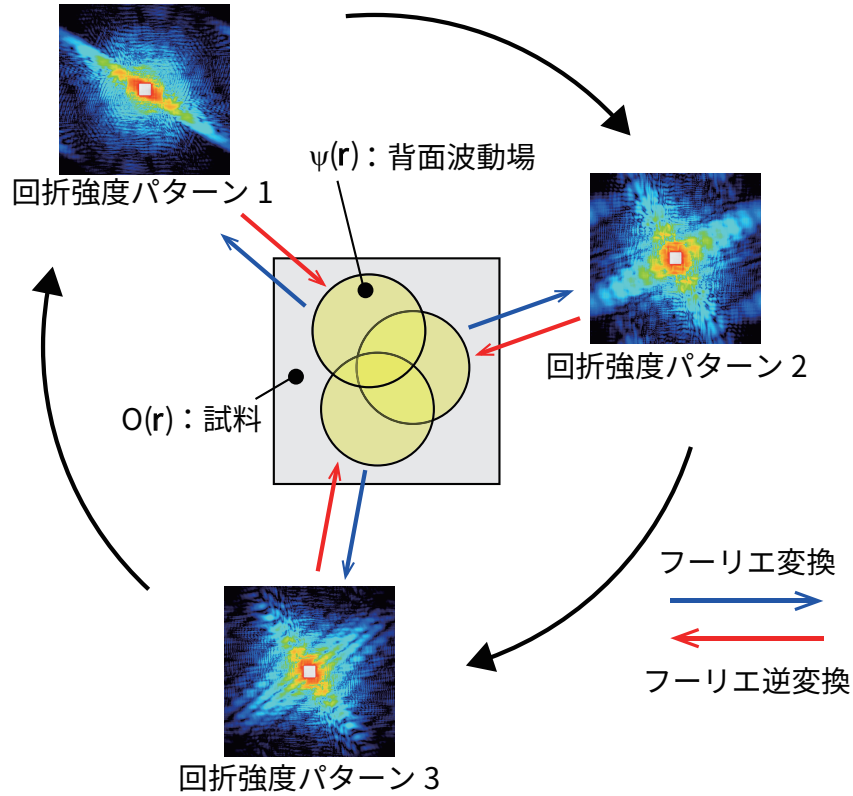 回折強度パターン 1
ψ(r)：背面波動場
回折強度パターン 2
O(r)：試料
フーリエ変換
フーリエ逆変換
回折強度パターン 3